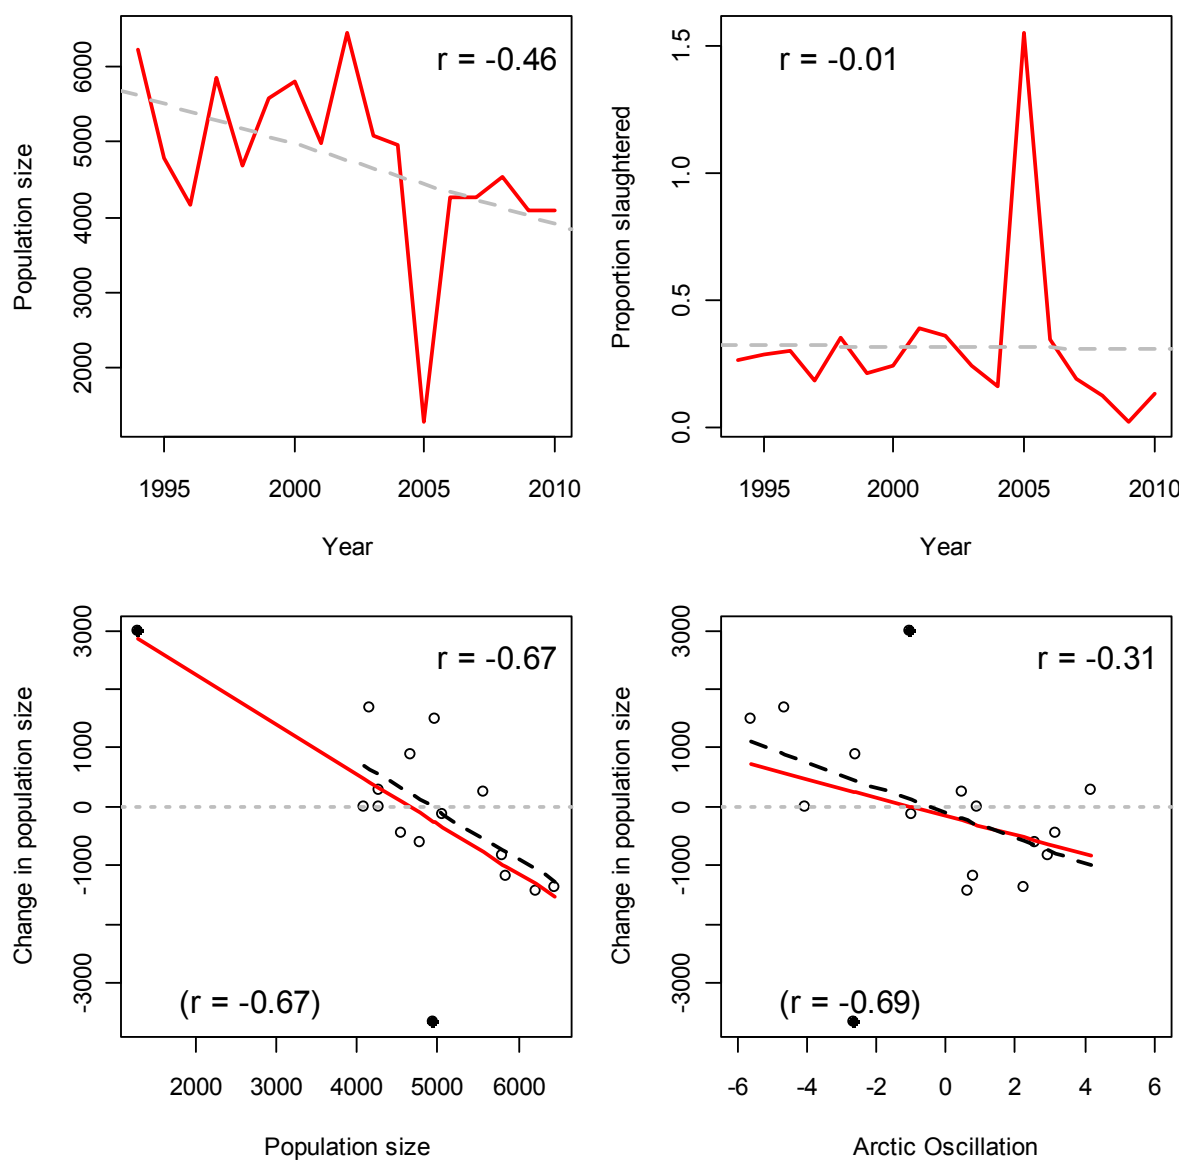 r = -0.46
Population size
2000 3000 4000 5000 6000
1995 2000 2005 2010
Year
r = -0.01
Proportion slaughtered
0.0 0.5 1.0 1.5
1995 2000 2005 2010
Year
r = -0.67
Change in population size
-3000 -1000 0 1000 3000
(r = -0.67)
2000 3000 4000 5000 6000
Population size
r = -0.31
Change in population size
-3000 -1000 0 1000 3000
(r = -0.69)
-6 -4 -2 0 2 4 6
Arctic Oscillation